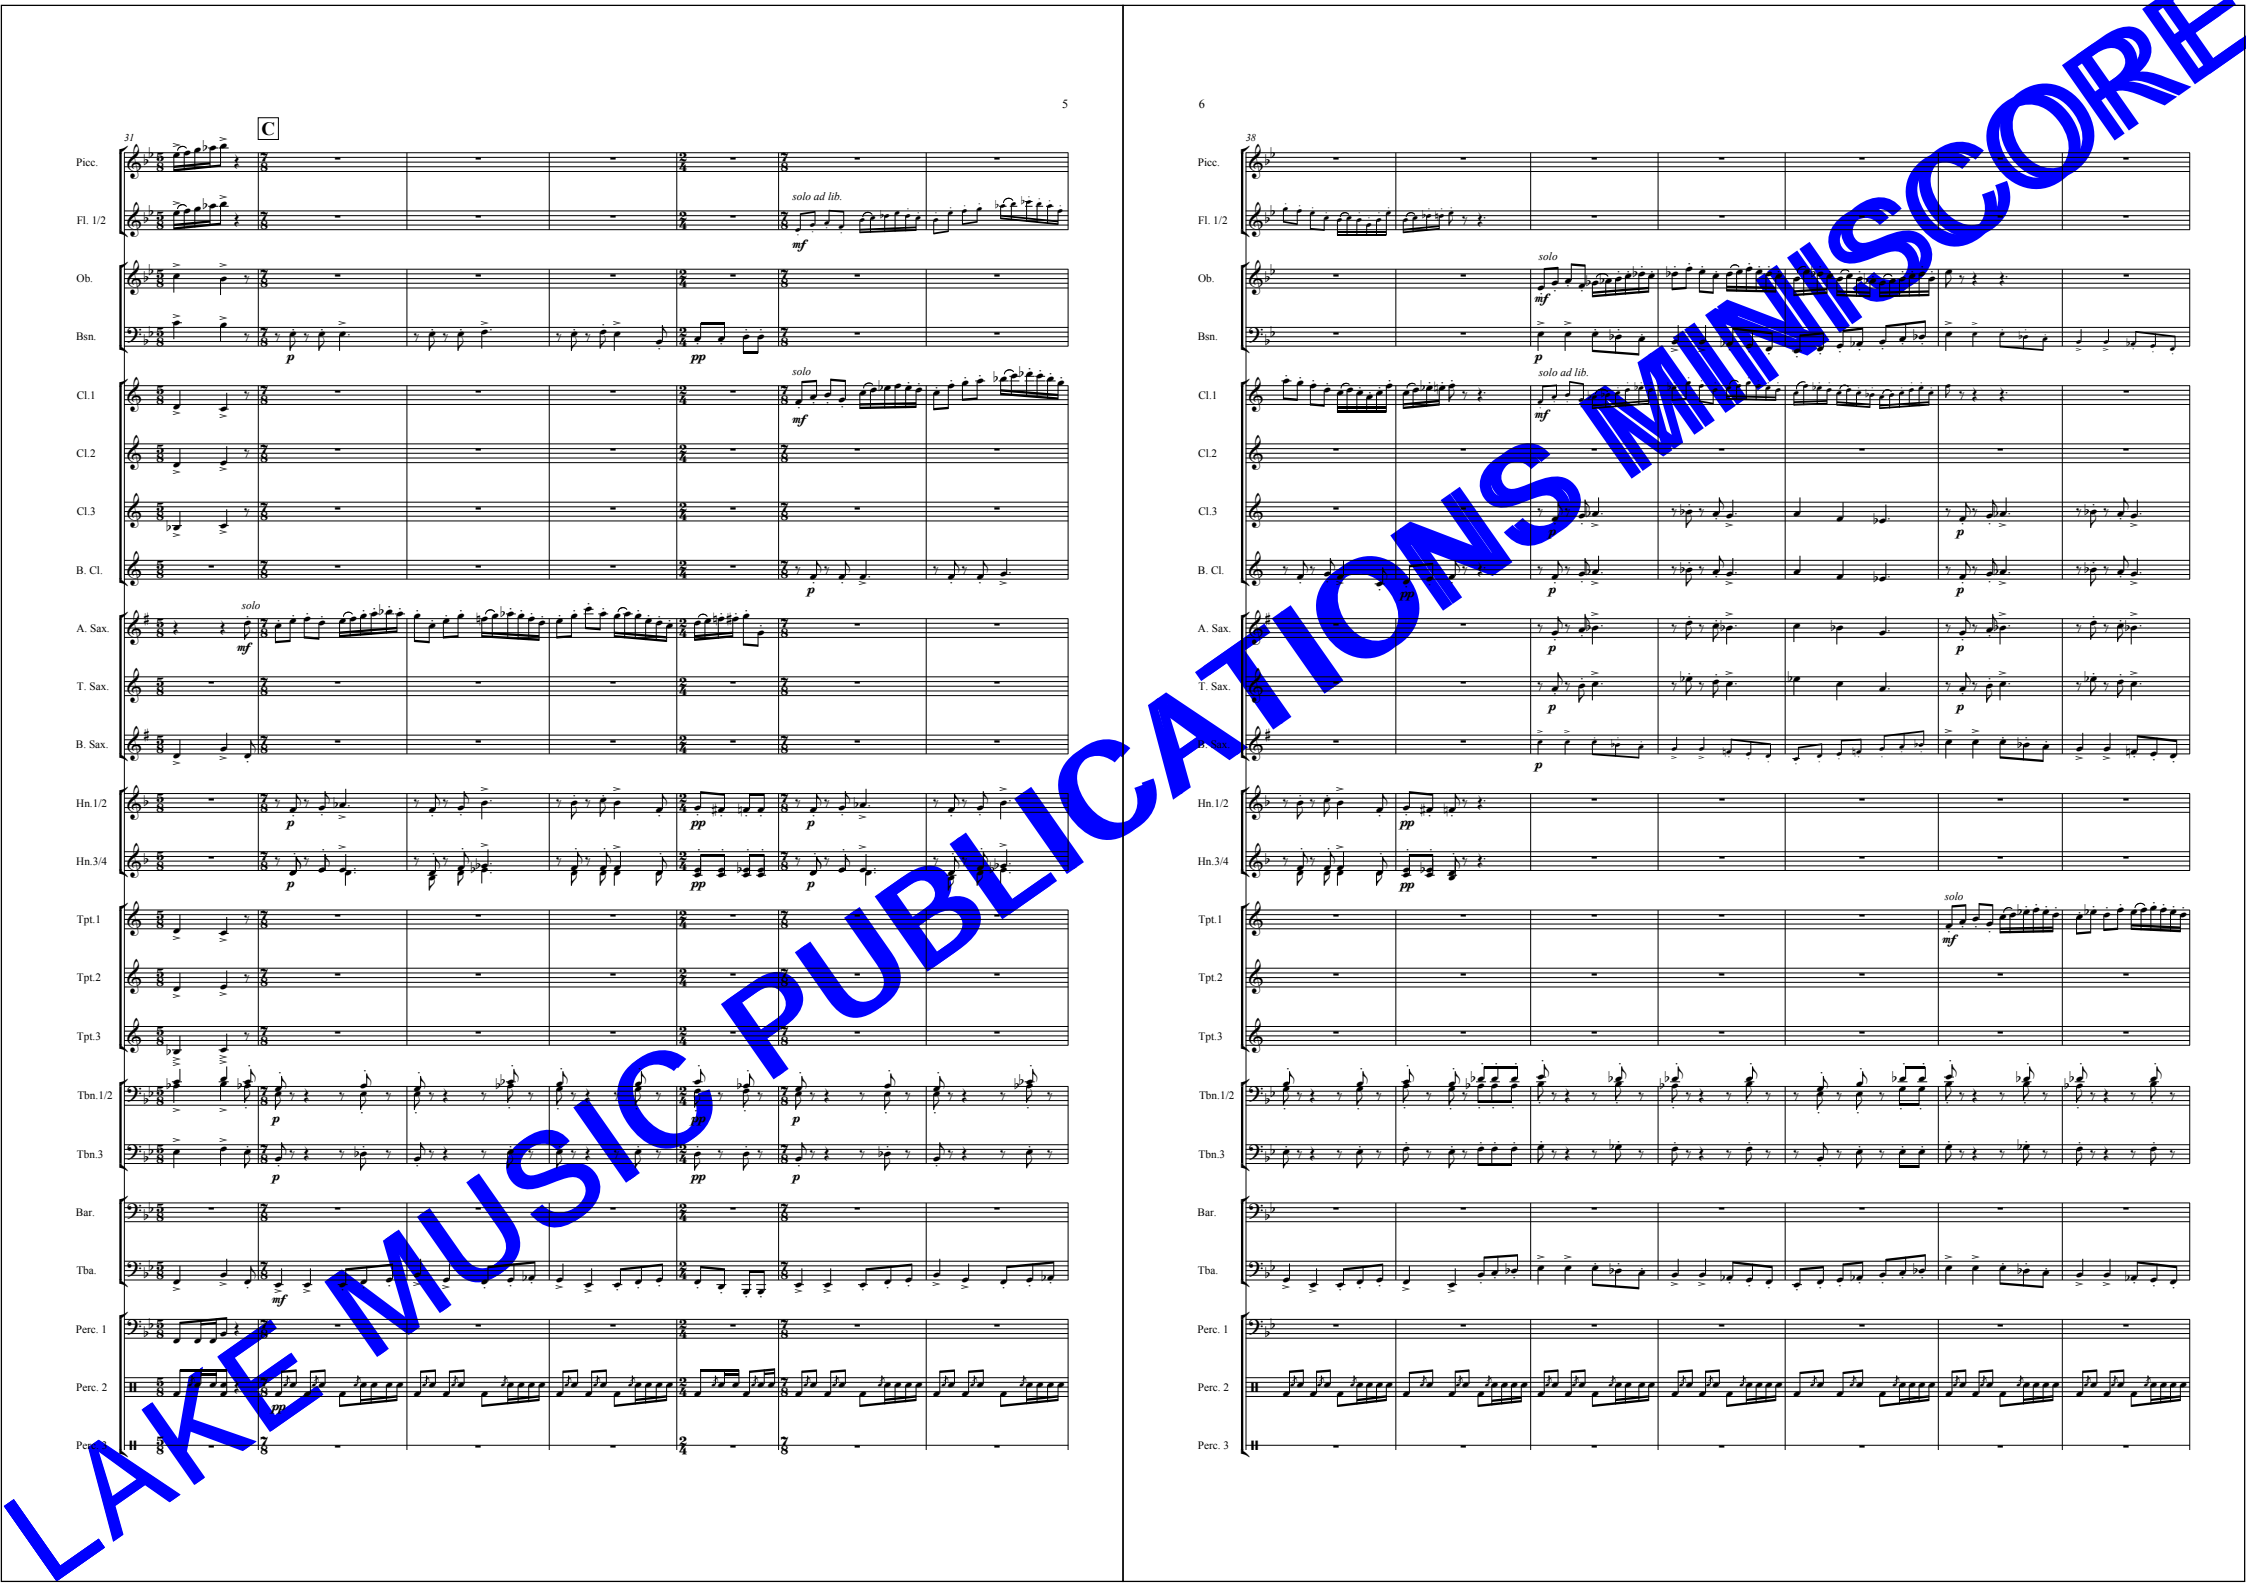 5
C
31
Picc.
Fl. 1/2
solo ad lib.
mf
Ob.
Bsn.
p
pp
Cl.1
solo
mf
Cl.2
Cl.3
B. Cl.
p
A. Sax.
solo
mf
T. Sax.
B. Sax.
Hn.1/2
p
pp
p
Hn.3/4
p
pp
p
Tpt.1
Tpt.2
Tpt.3
Tbn.1/2
p
pp
p
Tbn.3
p
pp
p
Bar.
Tba.
mf
Perc. 1
Perc. 2
pp
Perc. 3
6
38
Picc.
Fl. 1/2
Ob.
solo
mf
Bsn.
p
Cl.1
solo ad lib.
mf
Cl.2
Cl.3
p
p
B. Cl.
pp
p
p
A. Sax.
p
p
T. Sax.
p
p
B. Sax.
p
Hn.1/2
pp
Hn.3/4
pp
Tpt.1
solo
mf
Tpt.2
Tpt.3
Tbn.1/2
Tbn.3
Bar.
Tba.
Perc. 1
Perc. 2
Perc. 3
LAKE MUSIC PUBLICATIONS MINISCORE